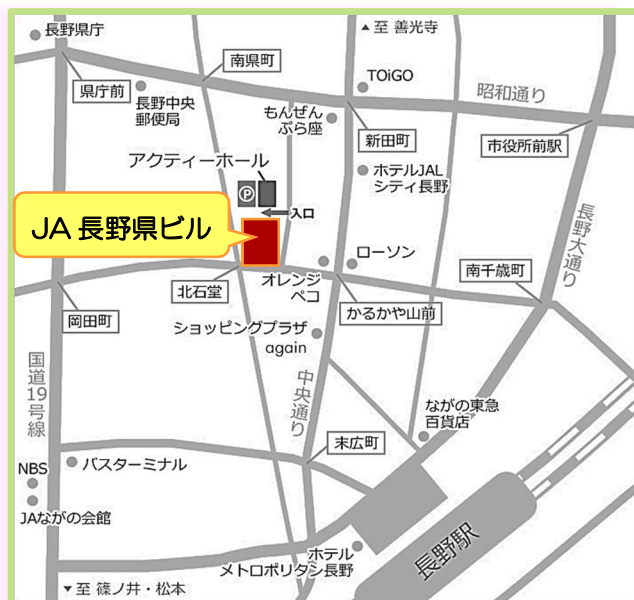 長野県庁
▲至 善光寺
南県町
TOiGO
県庁前
昭和通り
長野中央
郵便局
もんぜん
ぷら座
新田町
市役所前駅
アクティーホール
ホテルJAL
シティ長野
P
入口
長野大通り
JA 長野県ビル
ローソン
南千歳町
北石堂
オレンジ
ペコ
かるかや山前
岡田町
ショッピングプラザ
again
国道19号線
中央通り
ながの東急
百貨店
末広町
NBS
バスターミナル
JAながの会館
長野駅
ホテル
メトロポリタン長野
▼至 篠ノ井・松本